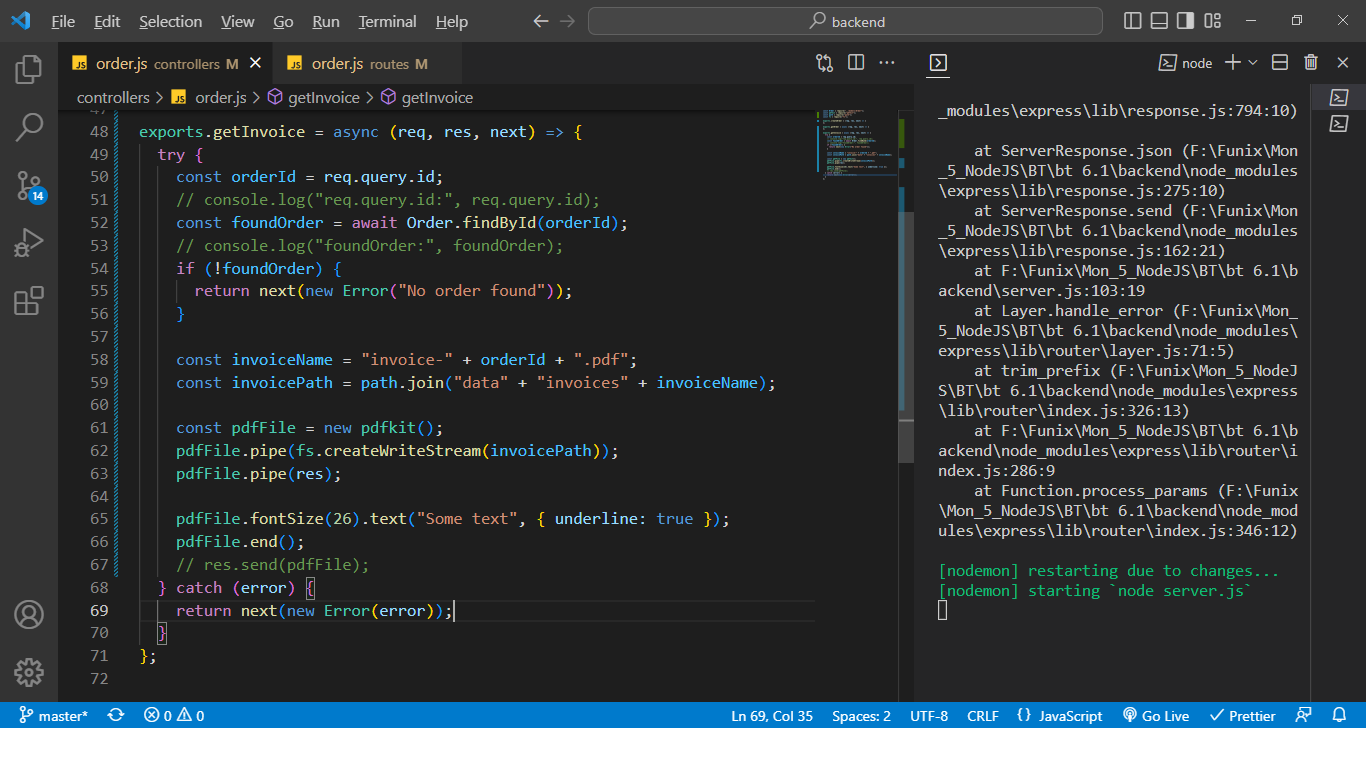 File Edit Selection View Go Run Terminal Help
backend
JS order.js controllers M
JS order.js routes M
node
controllers > JS order.js > getInvoice > getInvoice
48 exports.getInvoice = async (req, res, next) => {
49 try {
50 const orderId = req.query.id;
51 // console.log("req.query.id:", req.query.id);
52 const foundOrder = await Order.findById(orderId);
53 // console.log("foundOrder:", foundOrder);
54 if (!foundOrder) {
55 return next(new Error("No order found"));
56 }
57
58 const invoiceName = "invoice-" + orderId + ".pdf";
59 const invoicePath = path.join("data" + "invoices" + invoiceName);
60
61 const pdfFile = new pdfkit();
62 pdfFile.pipe(fs.createWriteStream(invoicePath));
63 pdfFile.pipe(res);
64
65 pdfFile.fontSize(26).text("Some text", { underline: true });
66 pdfFile.end();
67 // res.send(pdfFile);
68 } catch (error) {
69 return next(new Error(error));
70 }
71 };
72
_modules\express\lib\response.js:794:10)
at ServerResponse.json (F:\Funix\Mon
_5_NodeJS\BT\bt 6.1\backend\node_modules
\express\lib\response.js:275:10)
at ServerResponse.send (F:\Funix\Mon
_5_NodeJS\BT\bt 6.1\backend\node_modules
\express\lib\response.js:162:21)
at F:\Funix\Mon_5_NodeJS\BT\bt 6.1\b
ackend\server.js:103:19
at Layer.handle_error (F:\Funix\Mon_
5_NodeJS\BT\bt 6.1\backend\node_modules\
express\lib\router\layer.js:71:5)
at trim_prefix (F:\Funix\Mon_5_NodeJ
S\BT\bt 6.1\backend\node_modules\express
\lib\router\index.js:326:13)
at F:\Funix\Mon_5_NodeJS\BT\bt 6.1\b
ackend\node_modules\express\lib\router\i
ndex.js:286:9
at Function.process_params (F:\Funix
\Mon_5_NodeJS\BT\bt 6.1\backend\node_mod
ules\express\lib\router\index.js:346:12)
[nodemon] restarting due to changes...
[nodemon] starting `node server.js`
14
master* 0 0 Ln 69, Col 35 Spaces: 2 UTF-8 CRLF {} JavaScript Go Live Prettier